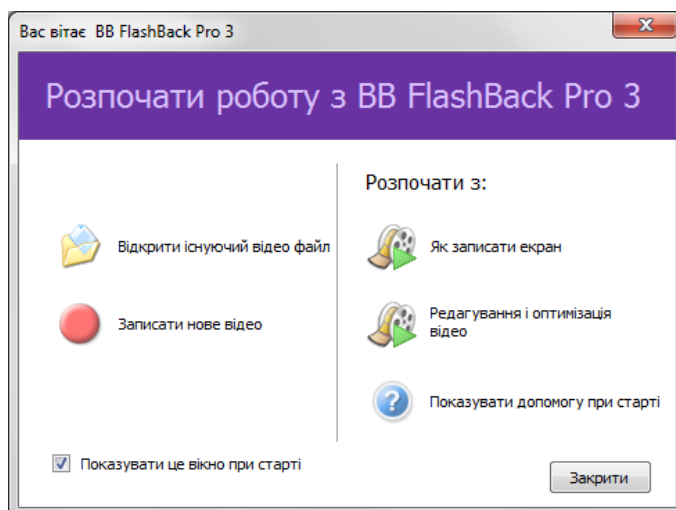 Вас вітає BB FlashBack Pro 3
Розпочати роботу з BB FlashBack Pro 3
Відкрити існуючий відео файл
Записати нове відео
Розпочати з:
Як записати екран
Редагування і оптимізація
відео
Показувати допомогу при старті
Показувати це вікно при старті
Закрити